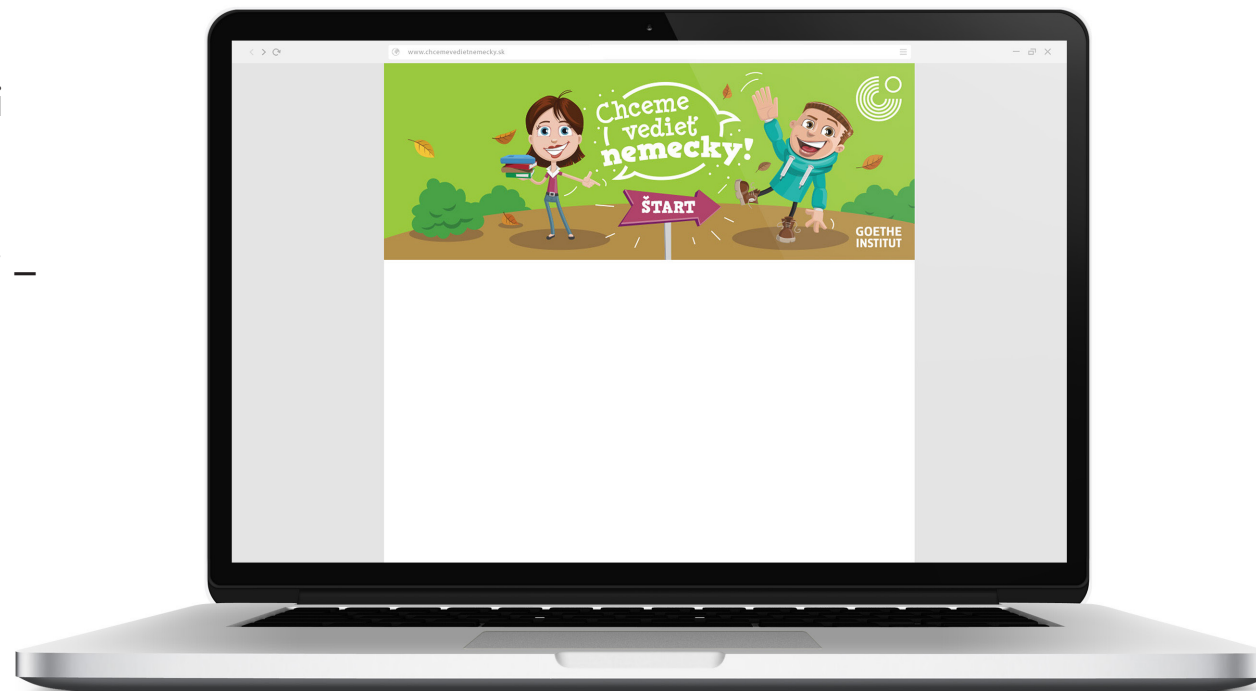 i
–
www.chcemevedietnemecky.sk
Chceme
vedieť
nemecky!
ŠTART
GOETHE
INSTITUT